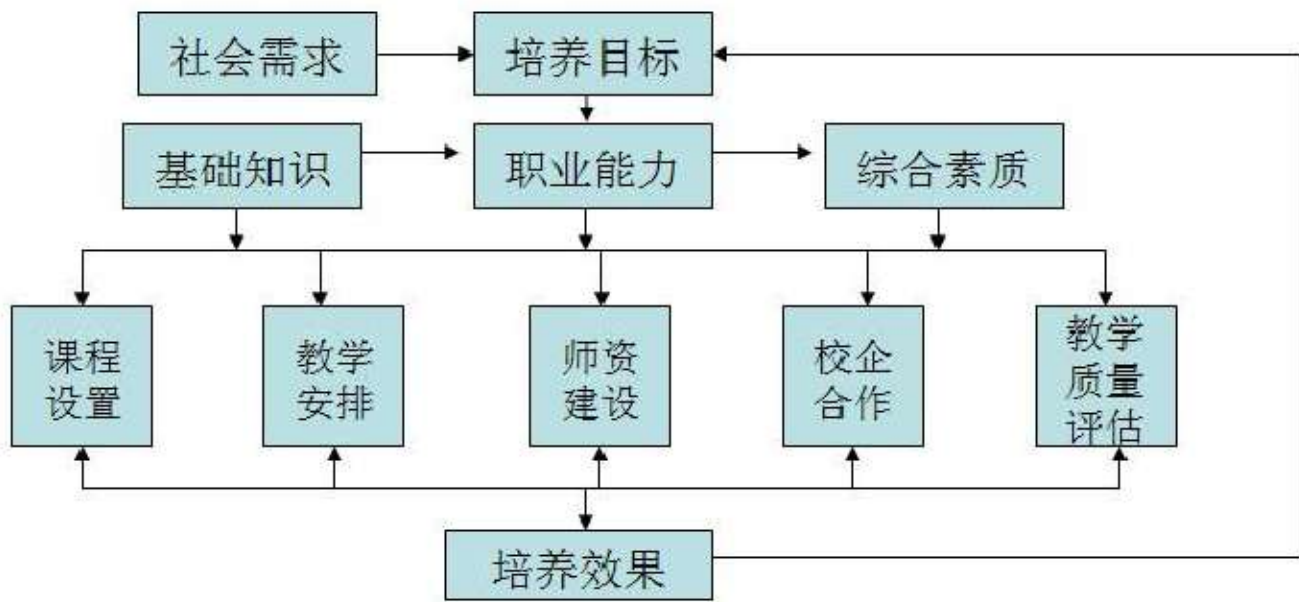 社会需求
培养目标
基础知识
职业能力
综合素质
课程
设置
教学
安排
师资
建设
校企
合作
教学
质量
评估
培养效果